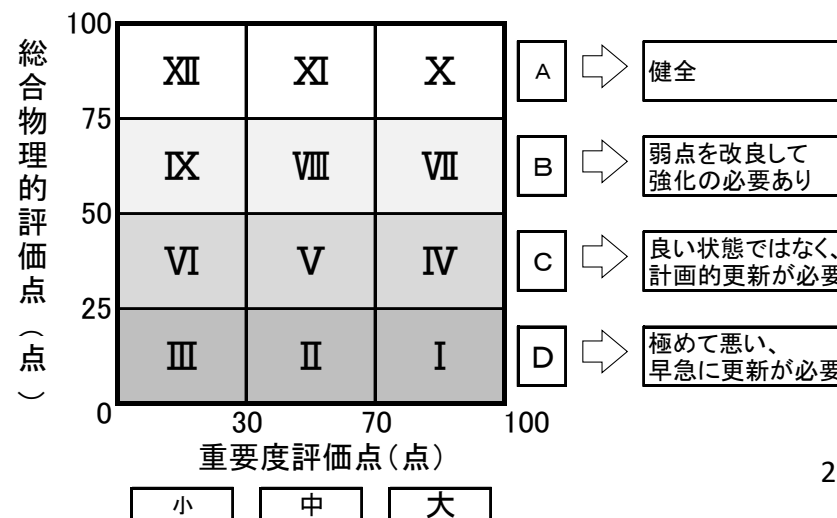 総合物理的評価点（点）
100
75
50
25
0
Ⅻ Ⅺ Ⅹ
Ⅸ Ⅷ Ⅶ
Ⅵ Ⅴ Ⅳ
Ⅲ Ⅱ Ⅰ
A 健全
B 弱点を改良して
強化の必要あり
C 良い状態ではなく、
計画的更新が必要
D 極めて悪い、
早急に更新が必要
30 70 100
重要度評価点（点）
小 中 大
2